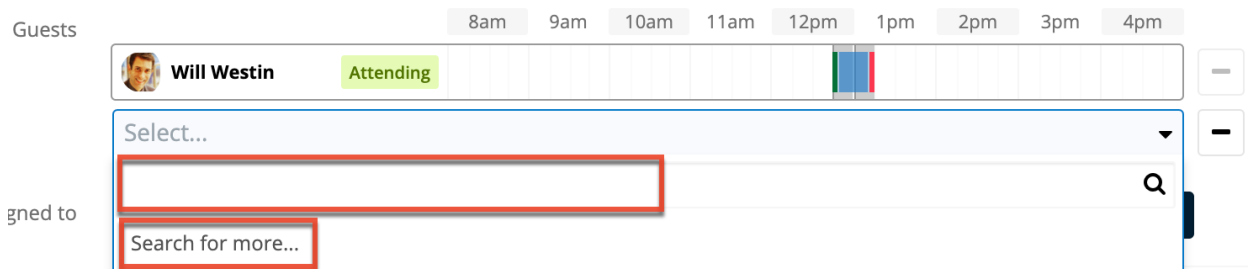 Guests
8am 9am 10am 11am 12pm 1pm 2pm 3pm 4pm
Will Westin Attending
Select...
gned to
Search for more...